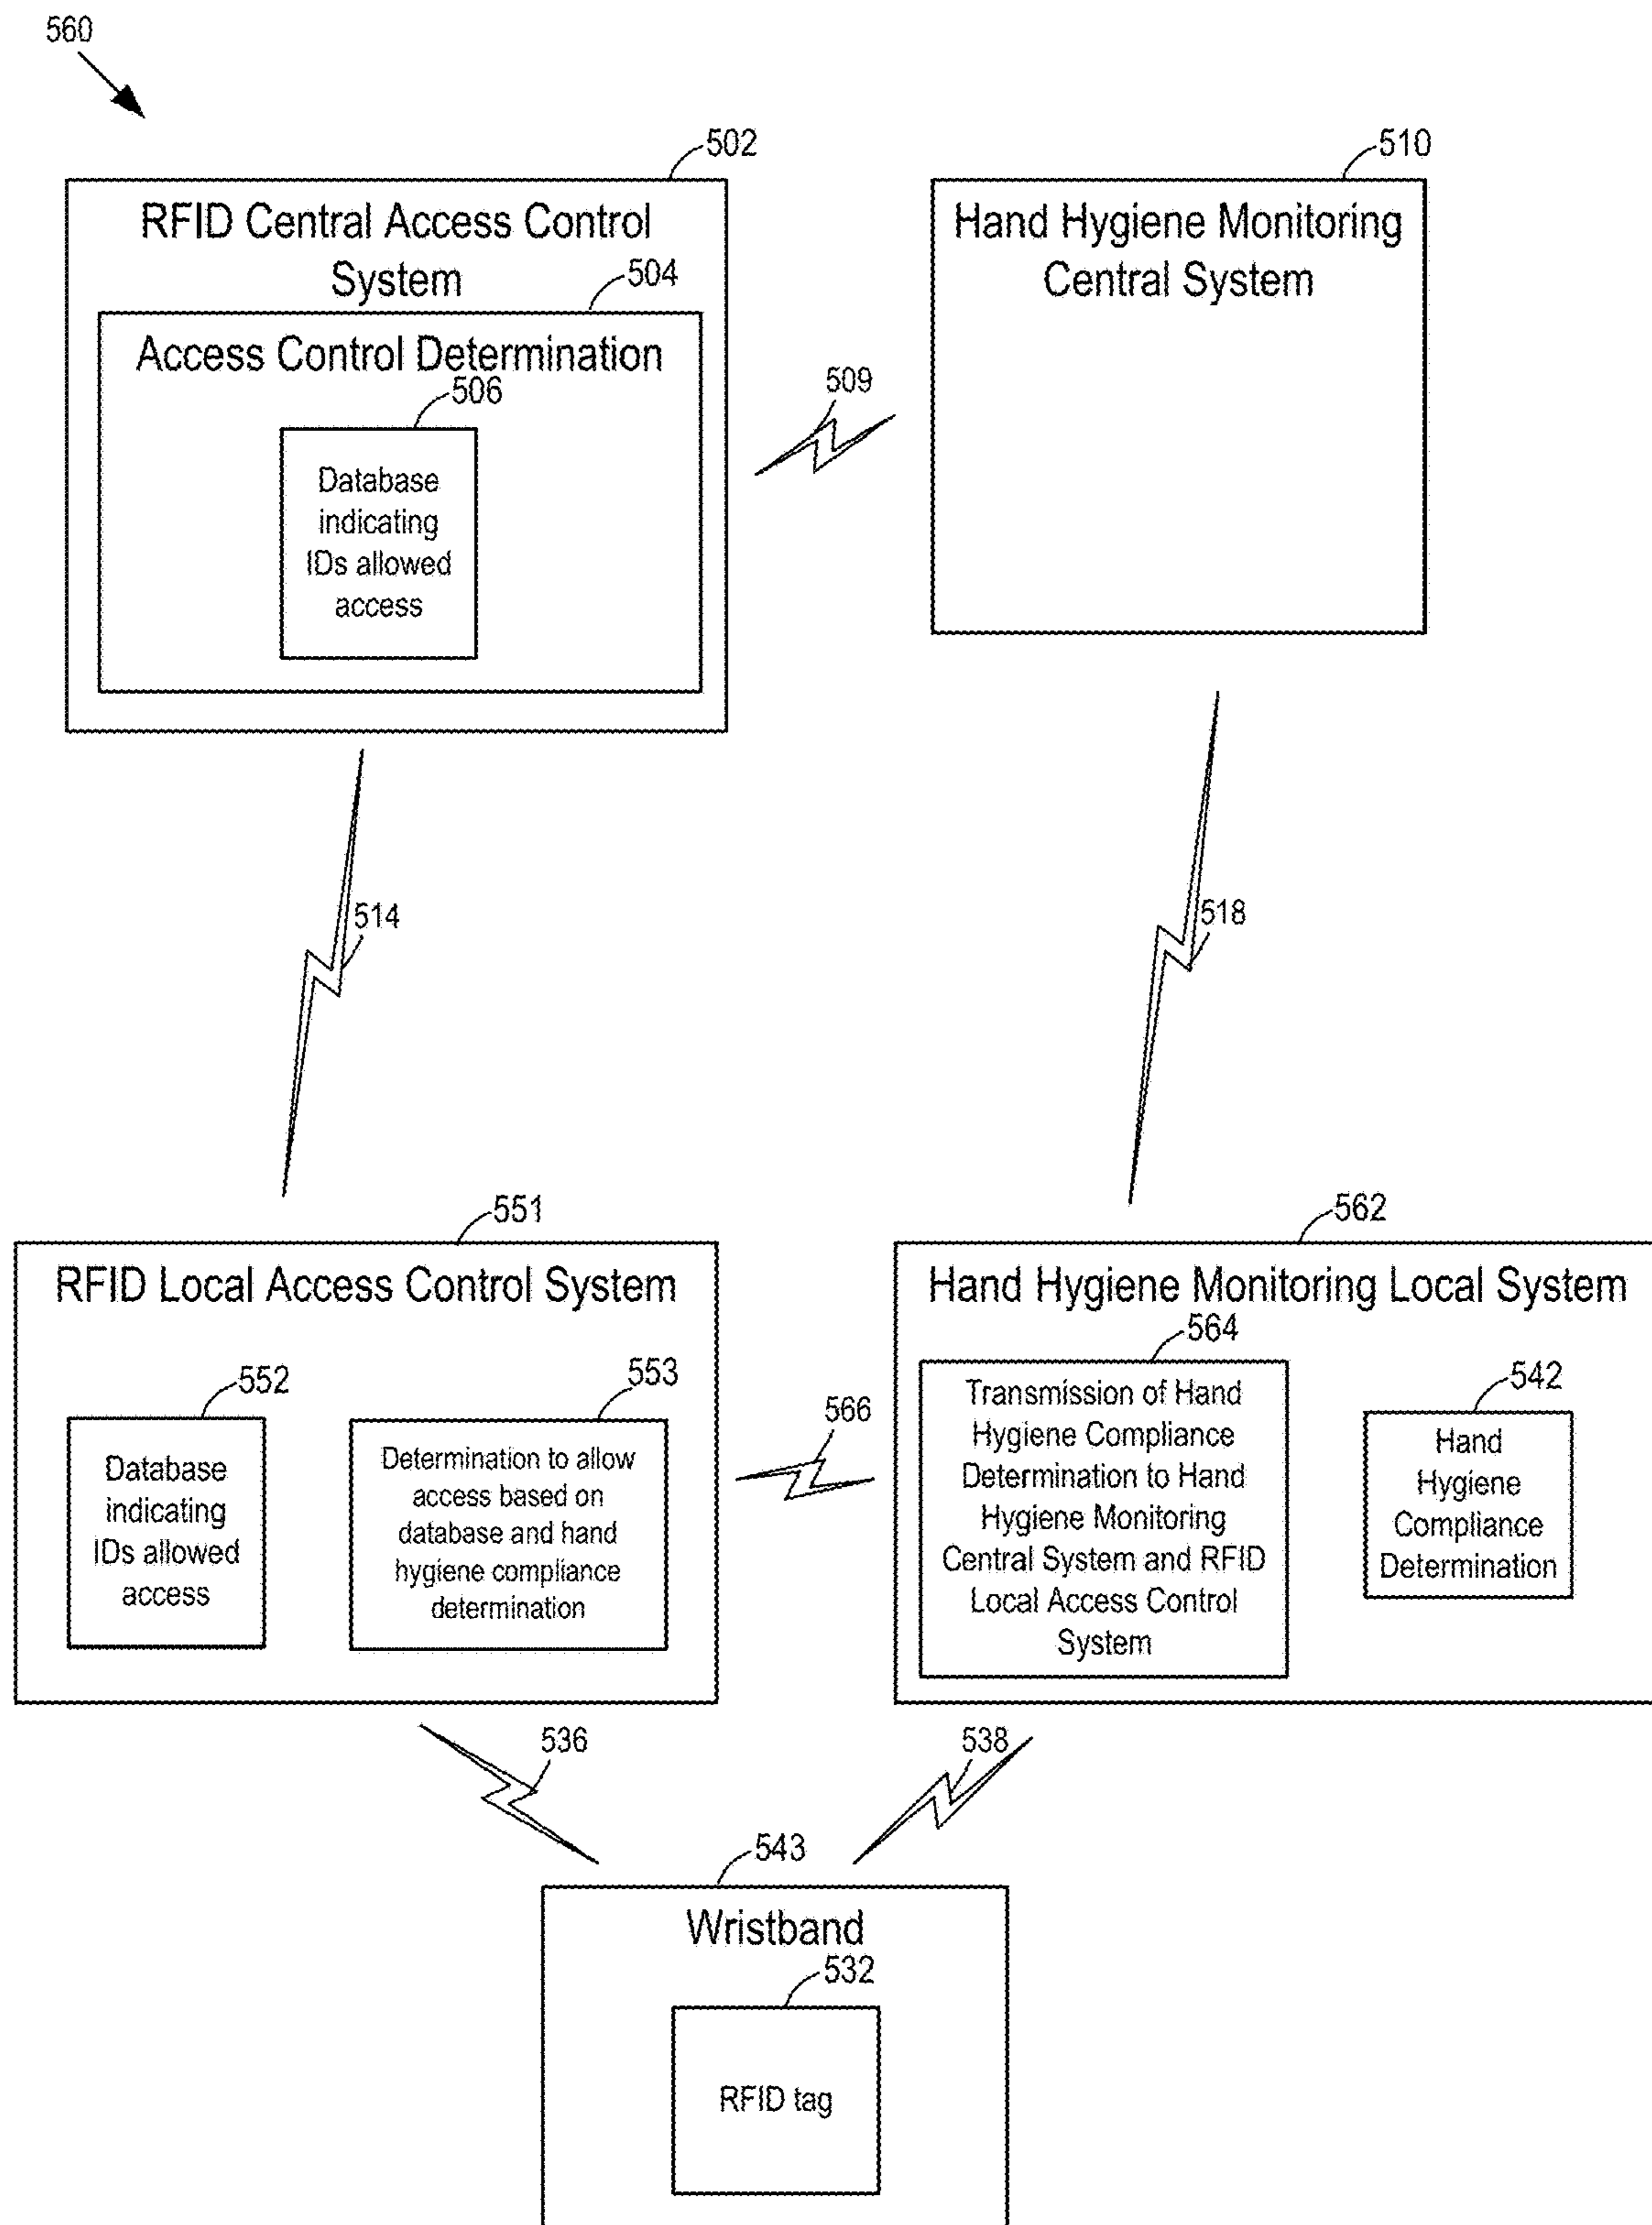 560
502
RFID Central Access Control
System
504
Access Control Determination
506
Database
indicating
IDs allowed
access
509
510
Hand Hygiene Monitoring
Central System
514
518
551
RFID Local Access Control System
552
Database
indicating
IDs allowed
access
553
Determination to allow
access based on
database and hand
hygiene compliance
determination
566
562
Hand Hygiene Monitoring Local System
564
Transmission of Hand
Hygiene Compliance
Determination to Hand
Hygiene Monitoring
Central System and RFID
Local Access Control
System
542
Hand
Hygiene
Compliance
Determination
536
538
543
Wristband
532
RFID tag